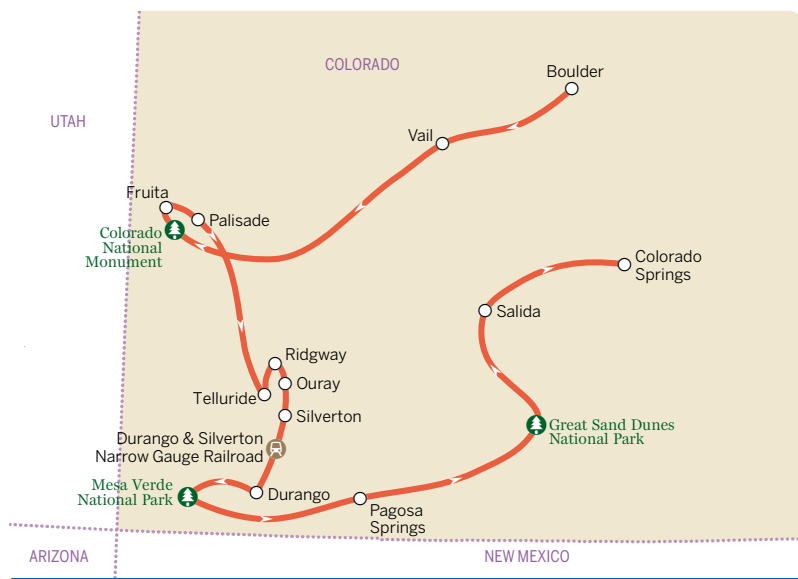 COLORADO
Boulder
UTAH
Vail
Fruita
Palisade
Colorado
National
Monument
Colorado
Springs
Salida
Ridgway
Ouray
Telluride
Silverton
Durango & Silverton
Narrow Gauge Railroad
Great Sand Dunes
National Park
Mesa Verde
National Park
Durango
Pagosa
Springs
ARIZONA
NEW MEXICO